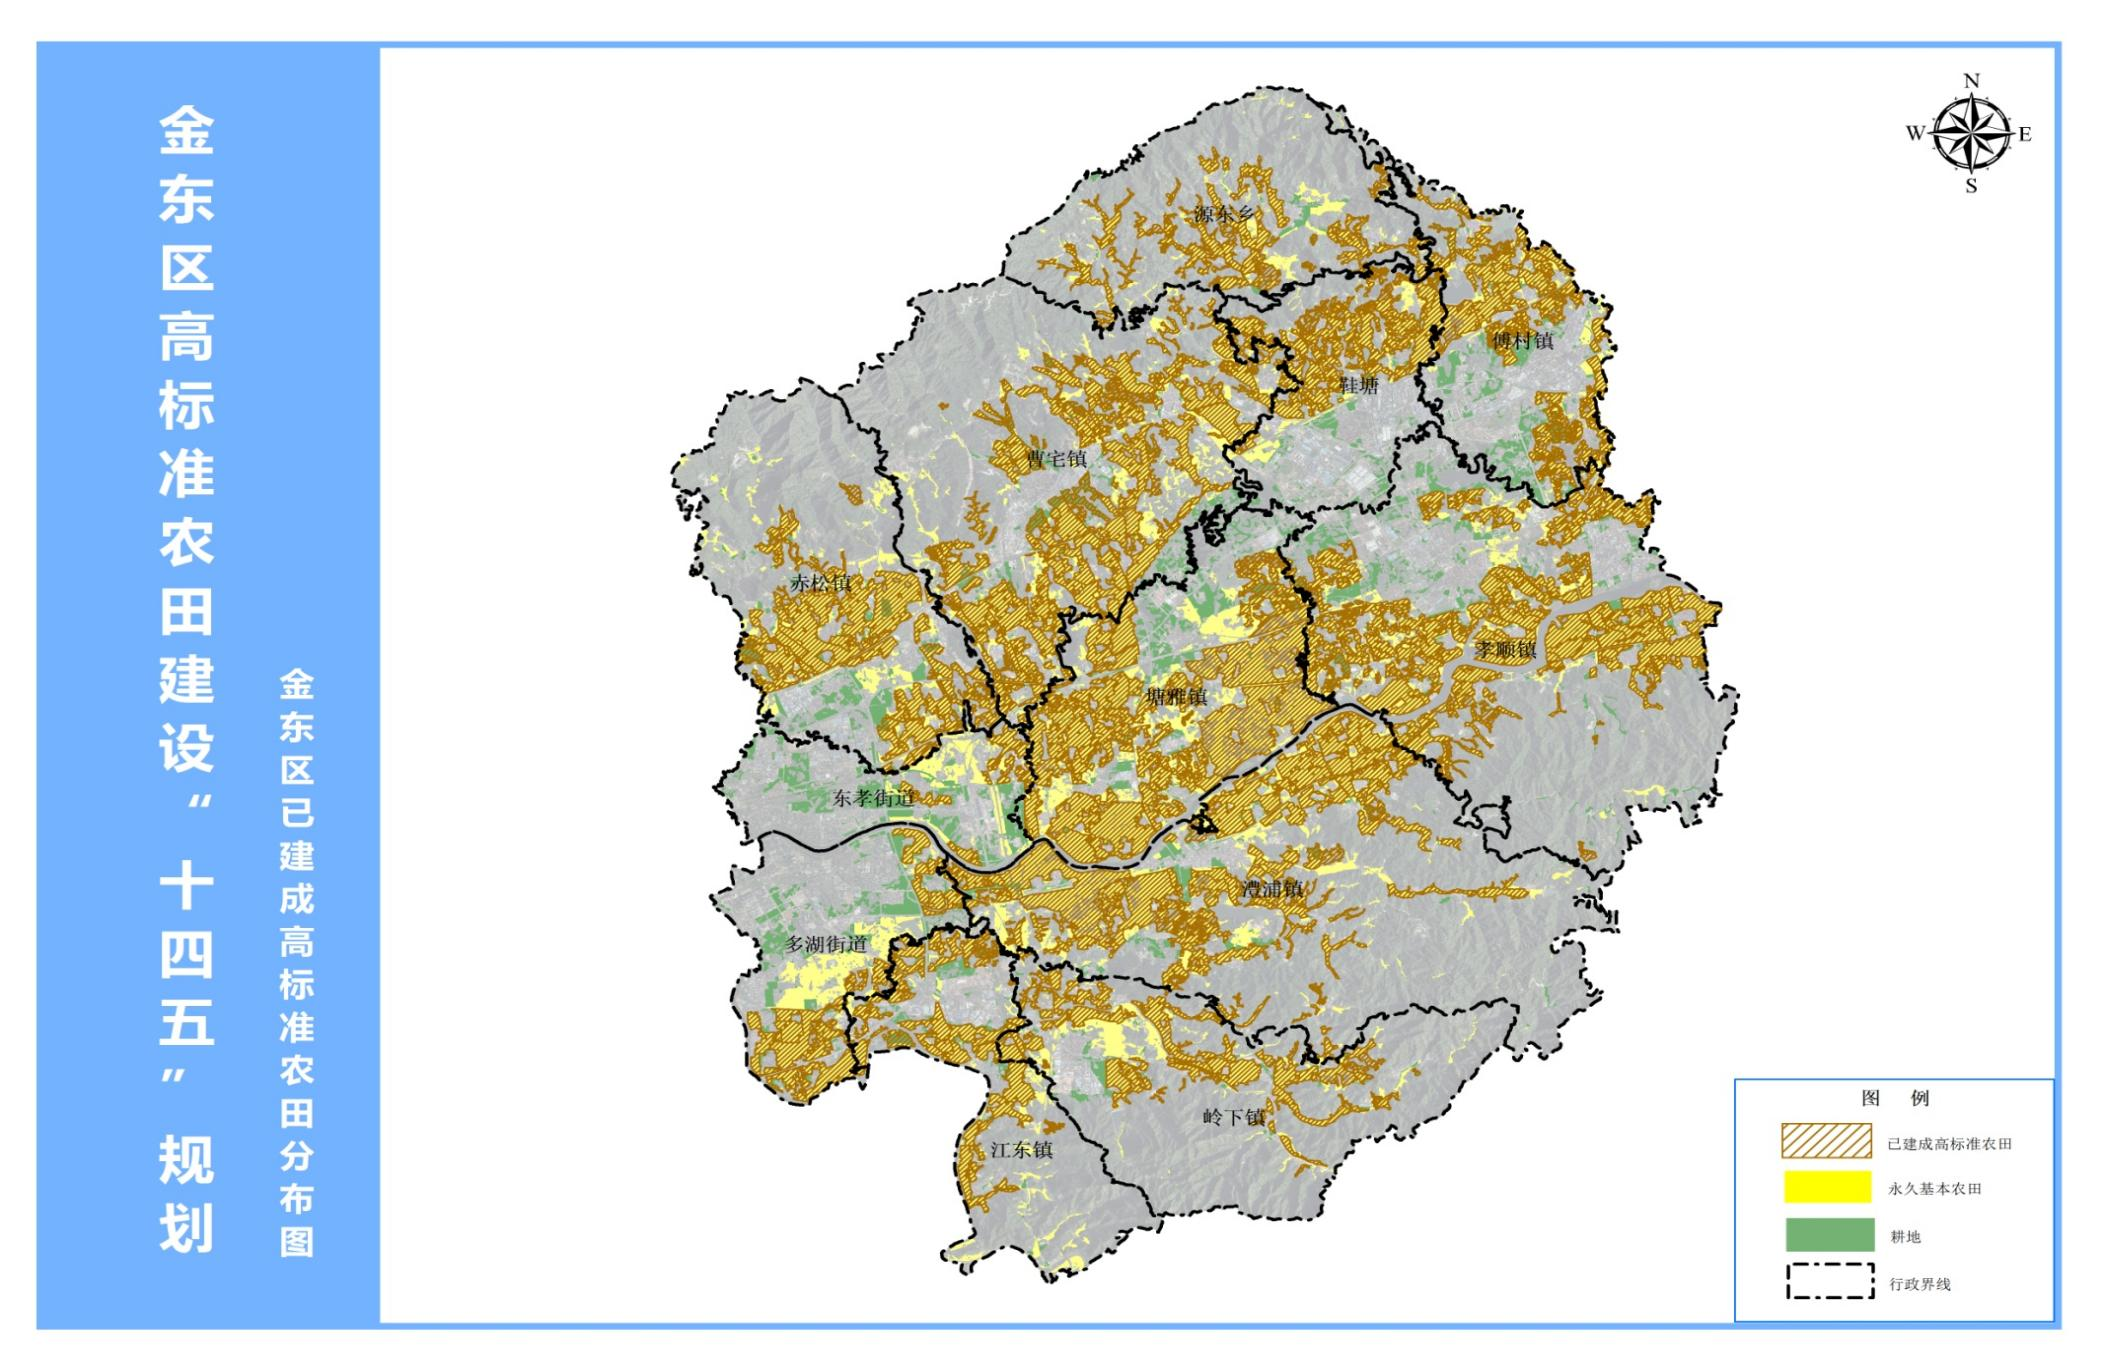 金东区高标准农田建设“十四五”规划
金东区已建成高标准农田分布图
N
W
E
S
源东乡
傅村镇
鞋塘
曹宅镇
赤松镇
孝顺镇
塘雅镇
东孝街道
澧浦镇
多湖街道
岭下镇
江东镇
图 例
已建成高标准农田
永久基本农田
耕地
行政界线